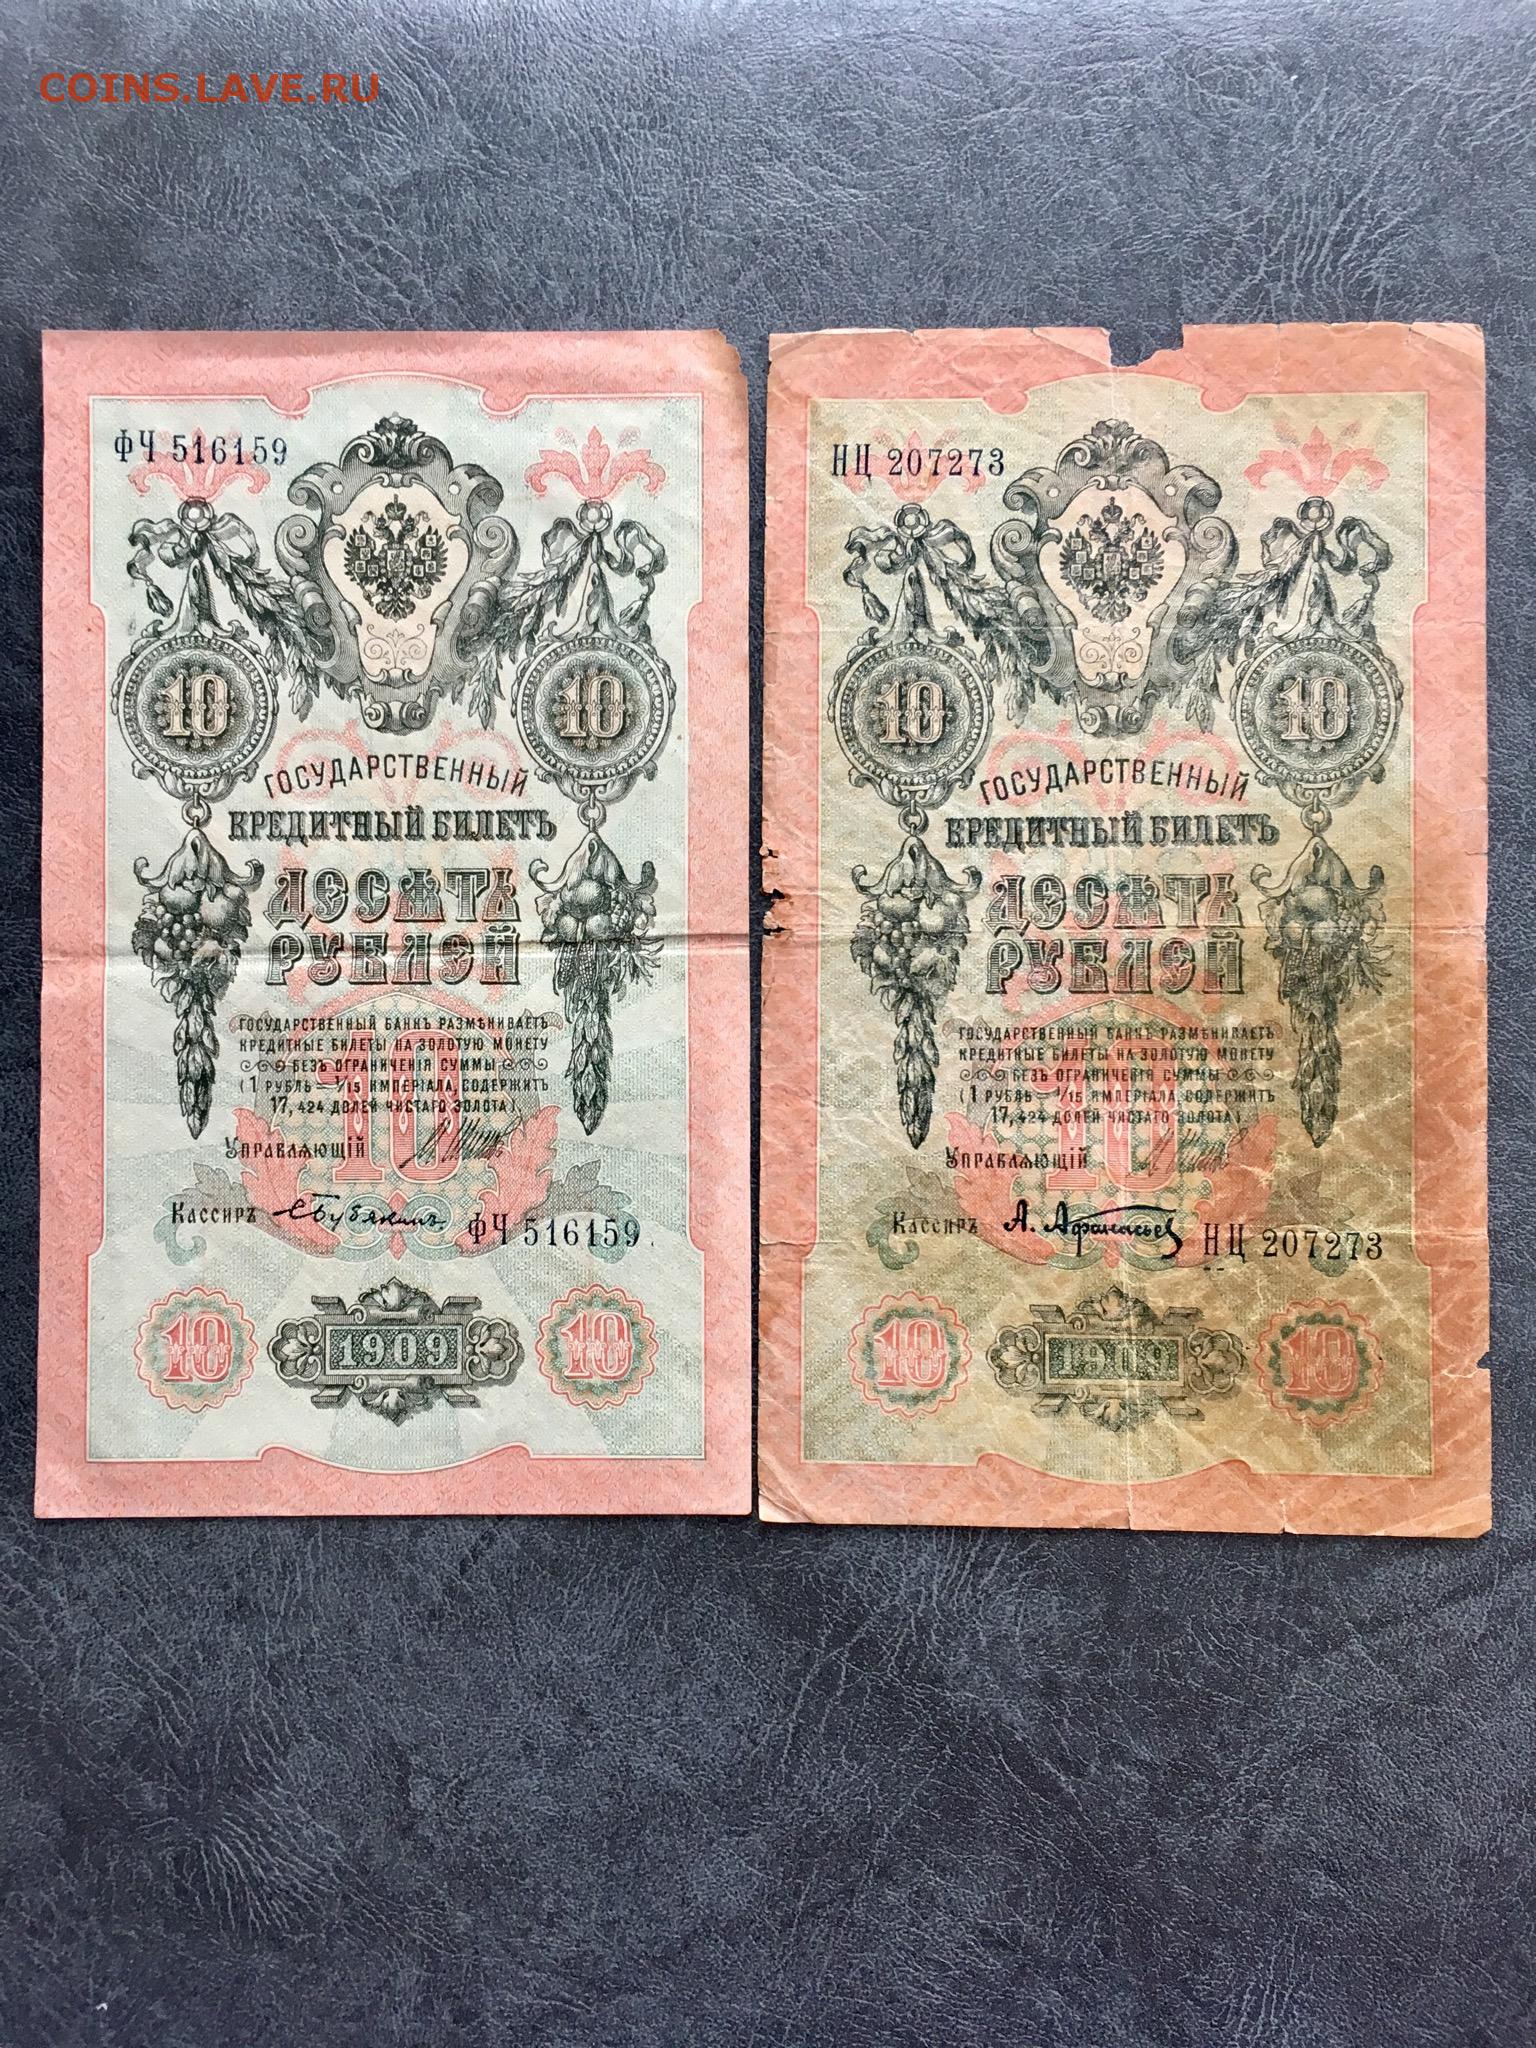 COINS.LAVE.RU
ФЧ 516159
10 10
ГОСУДАРСТВЕННЫЙ
КРЕДИТНЫЙ БИЛЕТЪ
ДЕСЯТЬ
РУБЛЕЙ
ГОСУДАРСТВЕННЫЙ БАНКЪ РАЗМѢНИВАЕТЪ
КРЕДИТНЫЕ БИЛЕТЫ НА ЗОЛОТУЮ МОНЕТУ
БЕЗЪ ОГРАНИЧЕНІЯ СУММЫ
(1 РУБЛЬ = 1/15 ИМПЕРІАЛА, СОДЕРЖИТЪ
17,424 ДОЛЕЙ ЧИСТАГО ЗОЛОТА).
10
УПРАВЛЯЮЩІЙ
КАССИРЪ С Бубякинъ ФЧ 516159
10 1909 10
НЦ 207273
10 10
ГОСУДАРСТВЕННЫЙ
КРЕДИТНЫЙ БИЛЕТЪ
ДЕСЯТЬ
РУБЛЕЙ
ГОСУДАРСТВЕННЫЙ БАНКЪ РАЗМѢНИВАЕТЪ
КРЕДИТНЫЕ БИЛЕТЫ НА ЗОЛОТУЮ МОНЕТУ
БЕЗЪ ОГРАНИЧЕНІЯ СУММЫ
(1 РУБЛЬ = 1/15 ИМПЕРІАЛА, СОДЕРЖИТЪ
17,424 ДОЛЕЙ ЧИСТАГО ЗОЛОТА).
10
УПРАВЛЯЮЩІЙ
КАССИРЪ А. Афанасьев НЦ 207273
10 1909 10